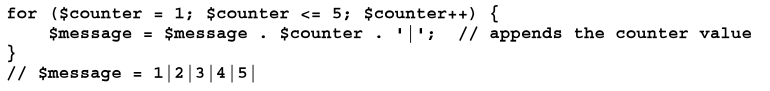 for ($counter = 1; $counter <= 5; $counter++) {
    $message = $message . $counter . '|';  // appends the counter value
}
// $message = 1|2|3|4|5|